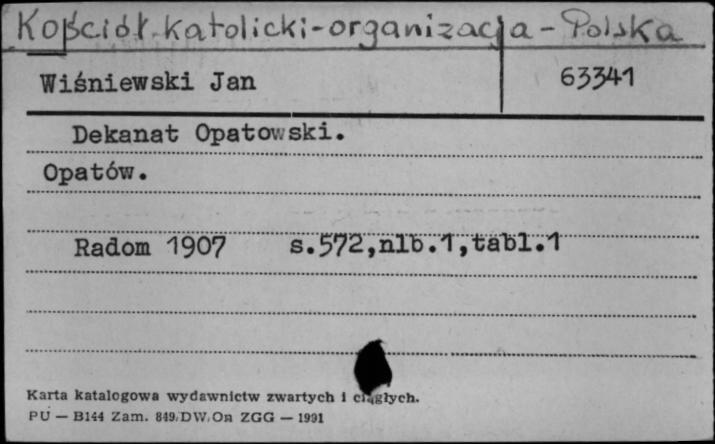 Kościół katolicki-organizacja - Polska
Wiśniewski Jan 63341
Dekanat Opatowski.
Opatów.
Radom 1907 s.572,nlb.1,tabl.1
Karta katalogowa wydawnictw zwartych i ciągłych.
PU — B144 Zam. 849/DW/On ZGG — 1991